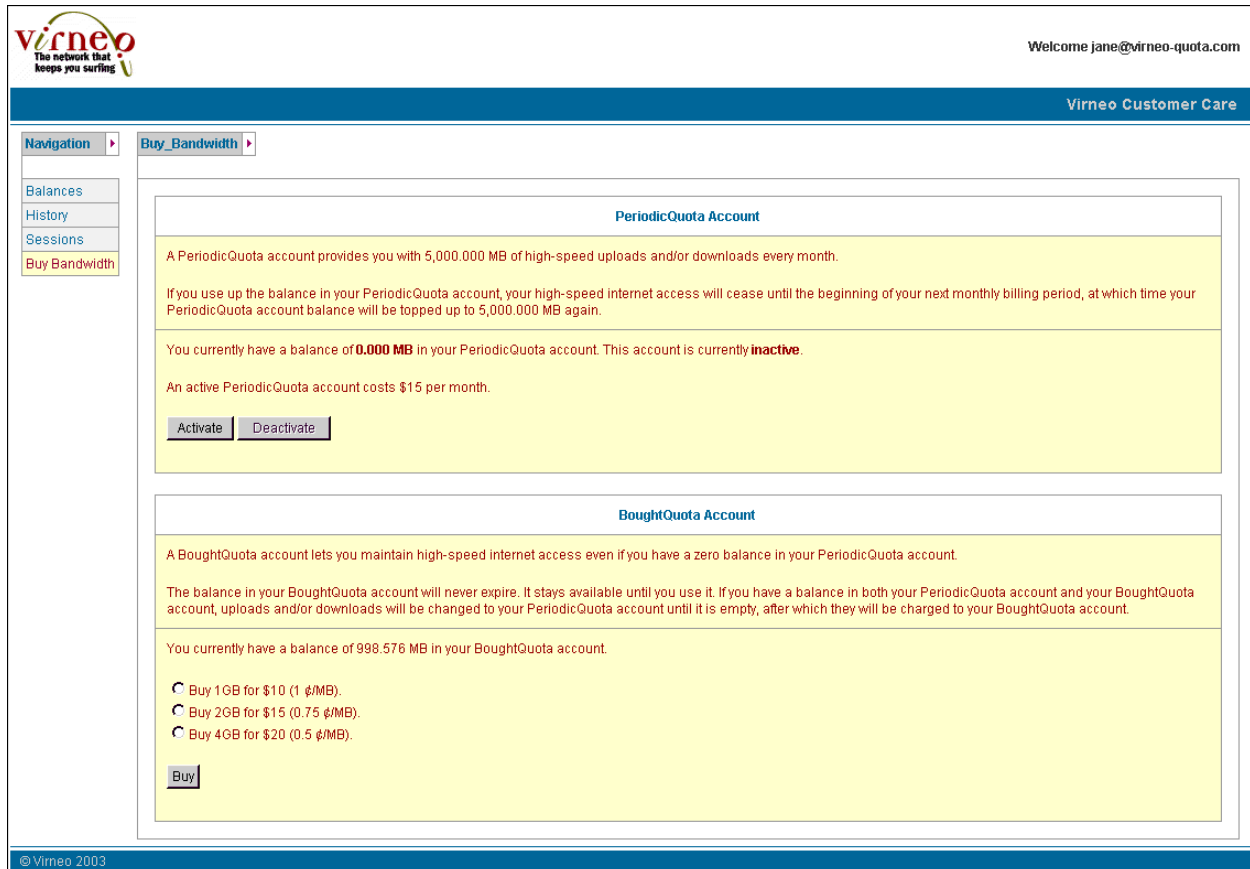 Virneo
The network that
keeps you surfing
Welcome jane@virneo-quota.com
Virneo Customer Care
Navigation
Buy_Bandwidth
Balances
History
Sessions
Buy Bandwidth
PeriodicQuota Account
A PeriodicQuota account provides you with 5,000.000 MB of high-speed uploads and/or downloads every month.
If you use up the balance in your PeriodicQuota account, your high-speed internet access will cease until the beginning of your next monthly billing period, at which time your
PeriodicQuota account balance will be topped up to 5,000.000 MB again.
You currently have a balance of 0.000 MB in your PeriodicQuota account. This account is currently inactive.
An active PeriodicQuota account costs $15 per month.
Activate Deactivate
BoughtQuota Account
A BoughtQuota account lets you maintain high-speed internet access even if you have a zero balance in your PeriodicQuota account.
The balance in your BoughtQuota account will never expire. It stays available until you use it. If you have a balance in both your PeriodicQuota account and your BoughtQuota
account, uploads and/or downloads will be changed to your PeriodicQuota account until it is empty, after which they will be charged to your BoughtQuota account.
You currently have a balance of 998.576 MB in your BoughtQuota account.
Buy 1GB for $10 (1 ¢/MB).
Buy 2GB for $15 (0.75 ¢/MB).
Buy 4GB for $20 (0.5 ¢/MB).
Buy
© Virneo 2003